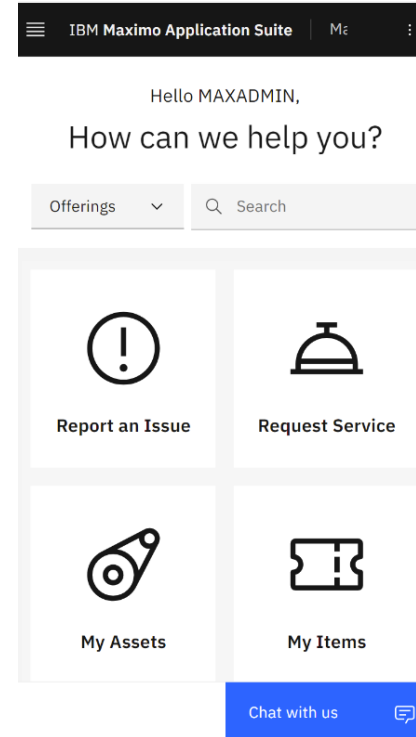 IBM Maximo Application Suite Ma
Hello MAXADMIN,
How can we help you?
Offerings
Search
Report an Issue
Request Service
My Assets
My Items
Chat with us